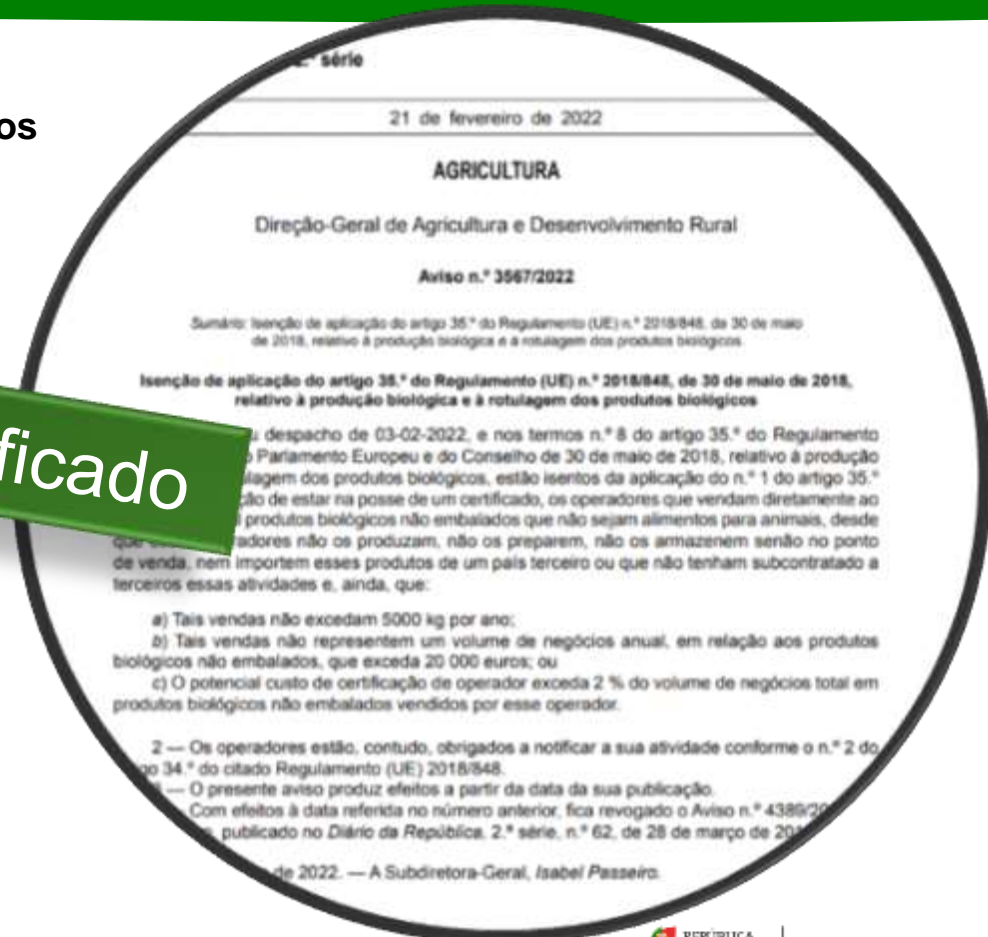 2.ª série
os
21 de fevereiro de 2022
AGRICULTURA
Direção-Geral de Agricultura e Desenvolvimento Rural
Aviso n.º 3567/2022
Sumário: Isenção de aplicação do artigo 35.º do Regulamento (UE) n.º 2018/848, de 30 de maio
de 2018, relativo à produção biológica e à rotulagem dos produtos biológicos.
Isenção de aplicação do artigo 35.º do Regulamento (UE) n.º 2018/848, de 30 de maio de 2018,
relativo à produção biológica e à rotulagem dos produtos biológicos
despacho de 03-02-2022, e nos termos n.º 8 do artigo 35.º do Regulamento
Parlamento Europeu e do Conselho de 30 de maio de 2018, relativo à produção
ulagem dos produtos biológicos, estão isentos da aplicação do n.º 1 do artigo 35.º
ficado
ção de estar na posse de um certificado, os operadores que vendam diretamente ao
produtos biológicos não embalados que não sejam alimentos para animais, desde
que radores não os produzam, não os preparem, não os armazenem senão no ponto
de venda, nem importem esses produtos de um país terceiro ou que não tenham subcontratado a
terceiros essas atividades e, ainda, que:
a) Tais vendas não excedam 5000 kg por ano;
b) Tais vendas não representem um volume de negócios anual, em relação aos produtos
biológicos não embalados, que exceda 20 000 euros; ou
c) O potencial custo de certificação de operador exceda 2 % do volume de negócios total em
produtos biológicos não embalados vendidos por esse operador.
2 — Os operadores estão, contudo, obrigados a notificar a sua atividade conforme o n.º 2 do
go 34.º do citado Regulamento (UE) 2018/848.
— O presente aviso produz efeitos a partir da data da sua publicação.
Com efeitos à data referida no número anterior, fica revogado o Aviso n.º 4389/20
publicado no Diário da República, 2.ª série, n.º 62, de 28 de março de 20
de 2022. — A Subdiretora-Geral, Isabel Passeiro.
REPÚBLICA